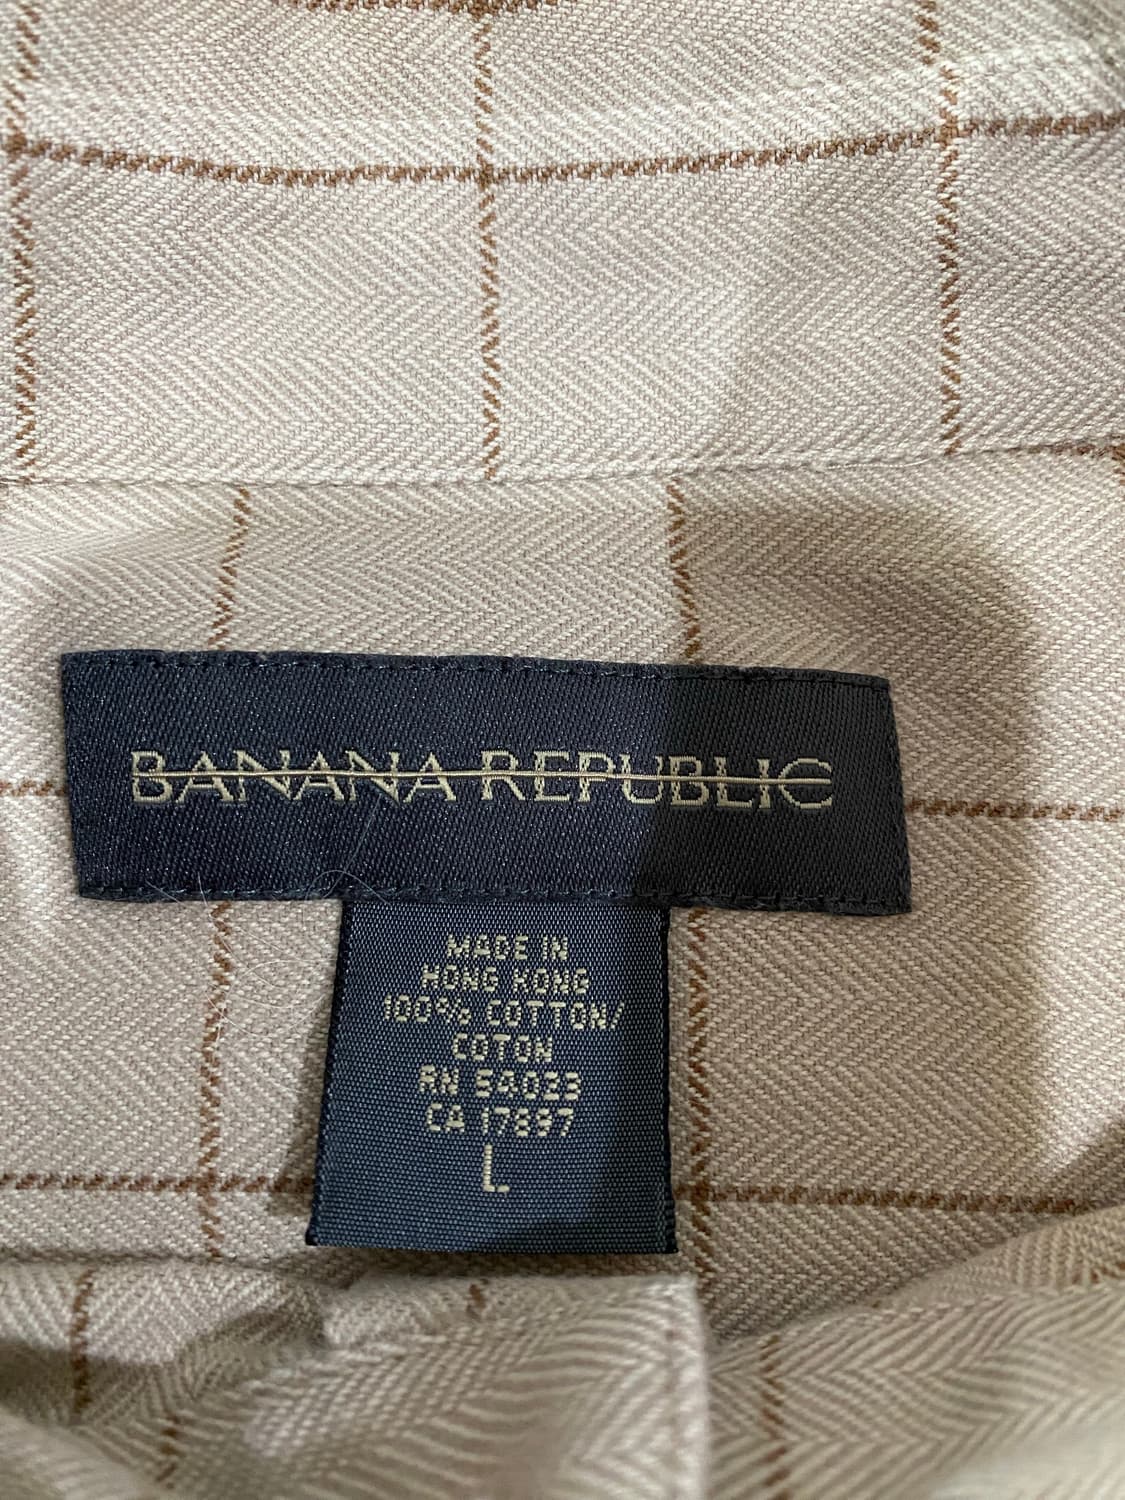 BANANA REPUBLIC
MADE IN
HONG KONG
100% COTTON/
COTON
RN 54023
CA 17897
L